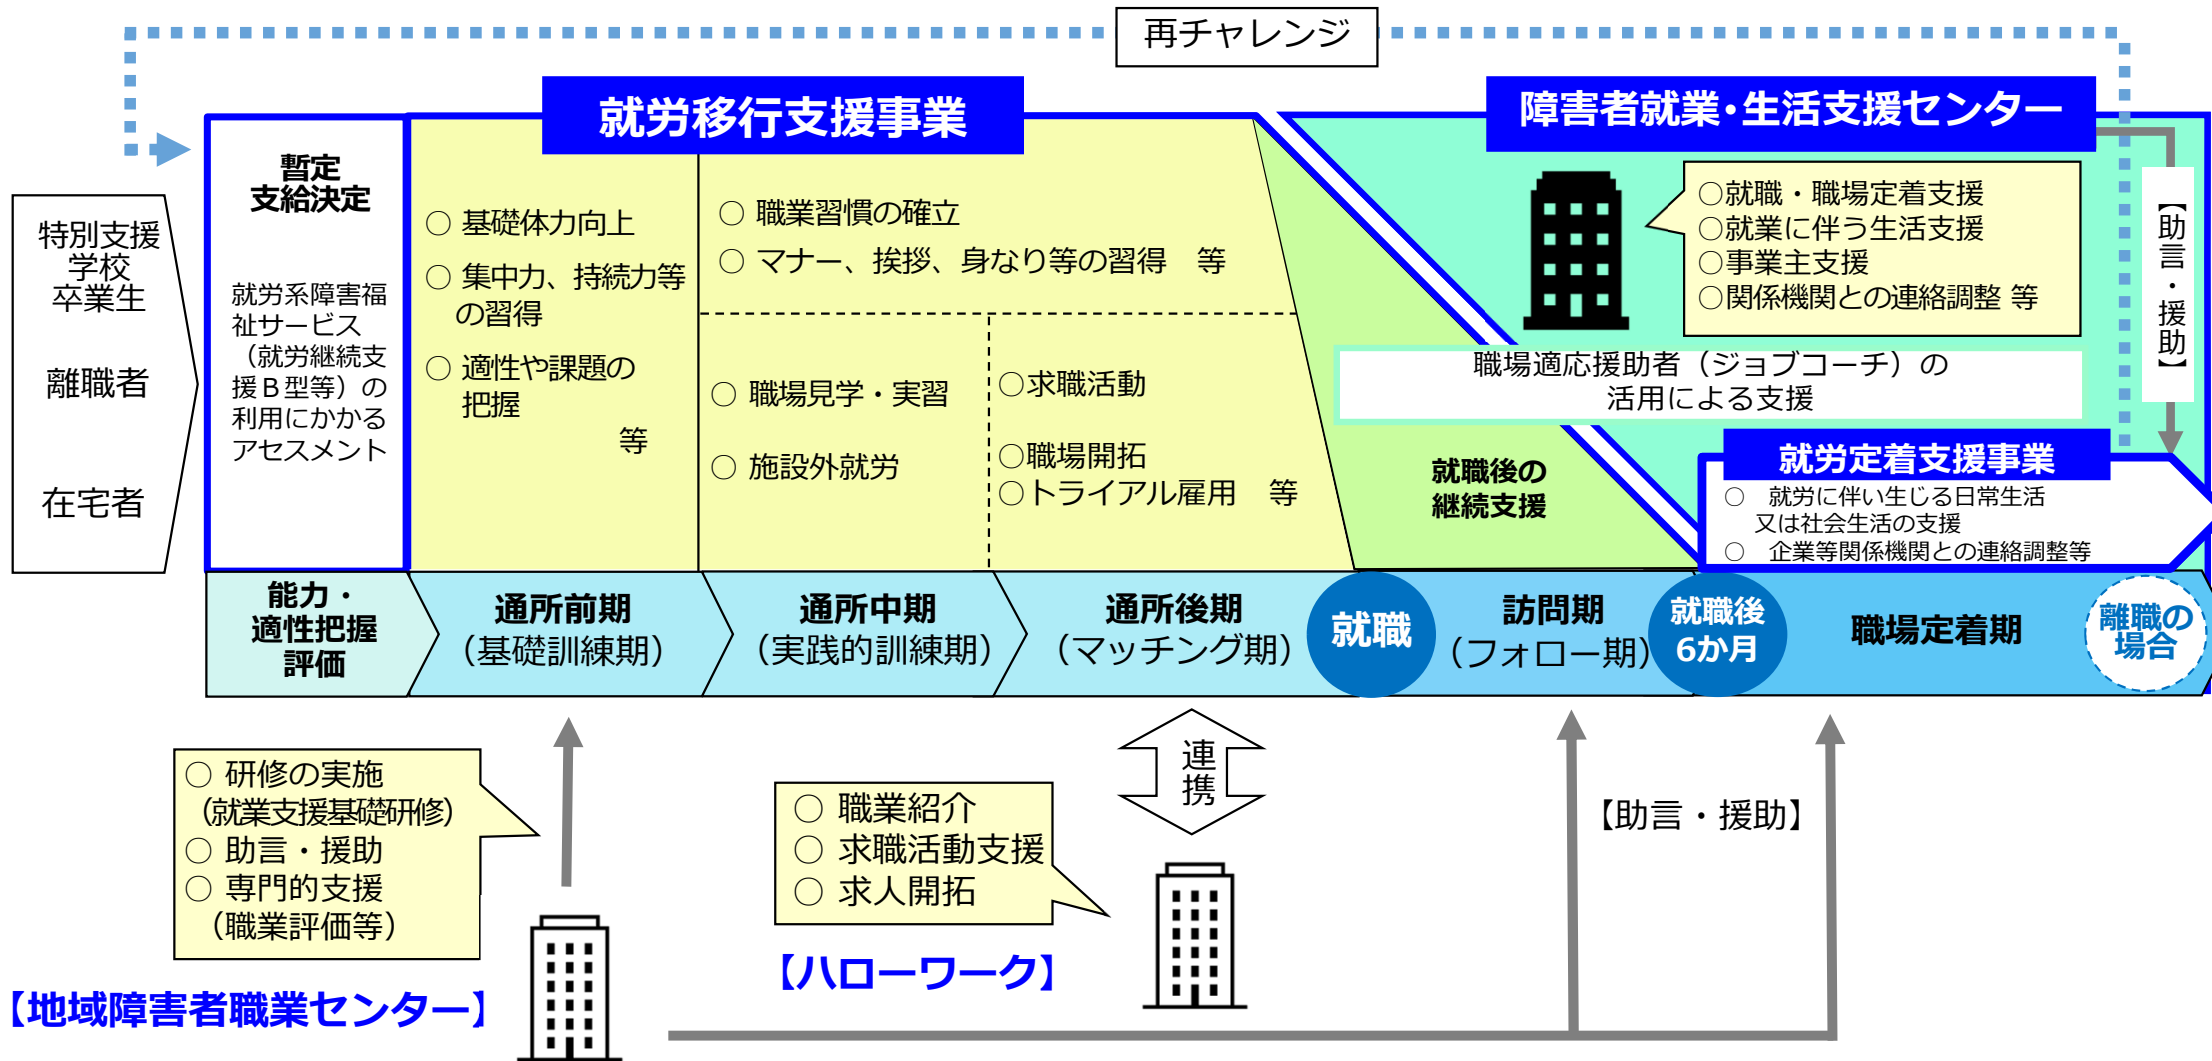 再チャレンジ
就労移行支援事業
障害者就業・生活支援センター
特別支援
学校
卒業生
離職者
在宅者
暫定
支給決定
就労系障害福
祉サービス
（就労継続支
援Ｂ型等）の
利用にかかる
アセスメント
○ 基礎体力向上
○ 集中力、持続力等
の習得
○ 適性や課題の
把握
等
○ 職業習慣の確立
○ マナー、挨拶、身なり等の習得　等
○ 職場見学・実習
○ 施設外就労
○求職活動
○職場開拓
○トライアル雇用　等
就職後の
継続支援
○就職・職場定着支援
○就業に伴う生活支援
○事業主支援
○関係機関との連絡調整 等
【助言・援助】
職場適応援助者（ジョブコーチ）の
活用による支援
就労定着支援事業
○　就労に伴い生じる日常生活
又は社会生活の支援
○　企業等関係機関との連絡調整等
能力・
適性把握
評価
通所前期
（基礎訓練期）
通所中期
（実践的訓練期）
通所後期
（マッチング期）
就職
訪問期
（フォロー期）
就職後
6か月
職場定着期
離職の
場合
○ 研修の実施
（就業支援基礎研修）
○ 助言・援助
○ 専門的支援
（職業評価等）
【地域障害者職業センター】
○ 職業紹介
○ 求職活動支援
○ 求人開拓
【ハローワーク】
連携
【助言・援助】